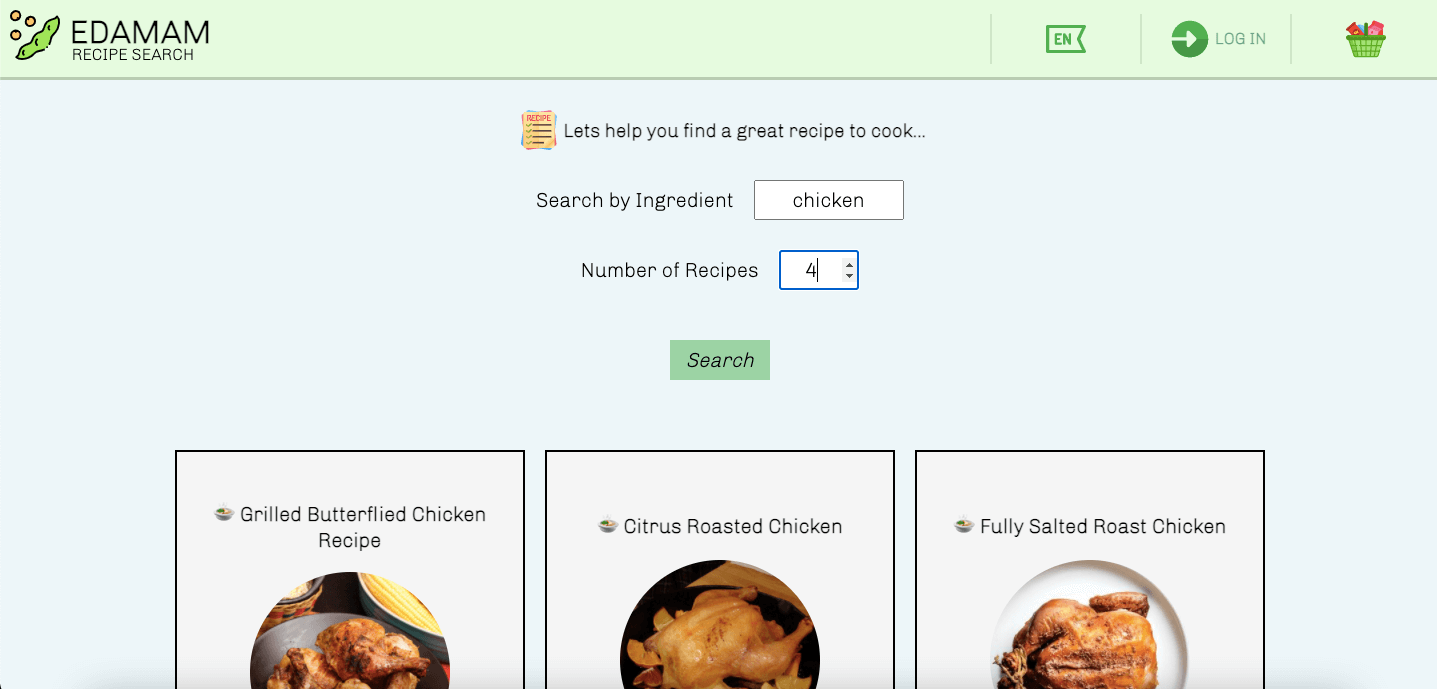 EDAMAM
RECIPE SEARCH
EN
LOG IN
RECIPE
Lets help you find a great recipe to cook...
Search by Ingredient
chicken
Number of Recipes
4
Search
Grilled Butterflied Chicken
Recipe
Citrus Roasted Chicken
Fully Salted Roast Chicken